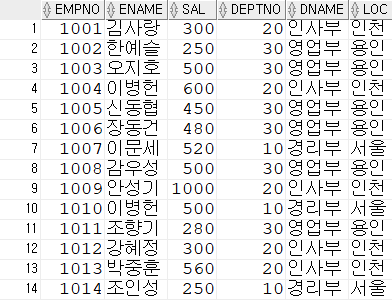 EMPNO ENAME SAL DEPTNO DNAME LOC
1 1001 김사랑 300 20 인사부 인천
2 1002 한예슬 250 30 영업부 용인
3 1003 오지호 500 30 영업부 용인
4 1004 이병헌 600 20 인사부 인천
5 1005 신동협 450 30 영업부 용인
6 1006 장동건 480 30 영업부 용인
7 1007 이문세 520 10 경리부 서울
8 1008 감우성 500 30 영업부 용인
9 1009 안성기 1000 20 인사부 인천
10 1010 이병헌 500 10 경리부 서울
11 1011 조향기 280 30 영업부 용인
12 1012 강혜정 300 20 인사부 인천
13 1013 박중훈 560 20 인사부 인천
14 1014 조인성 250 10 경리부 서울